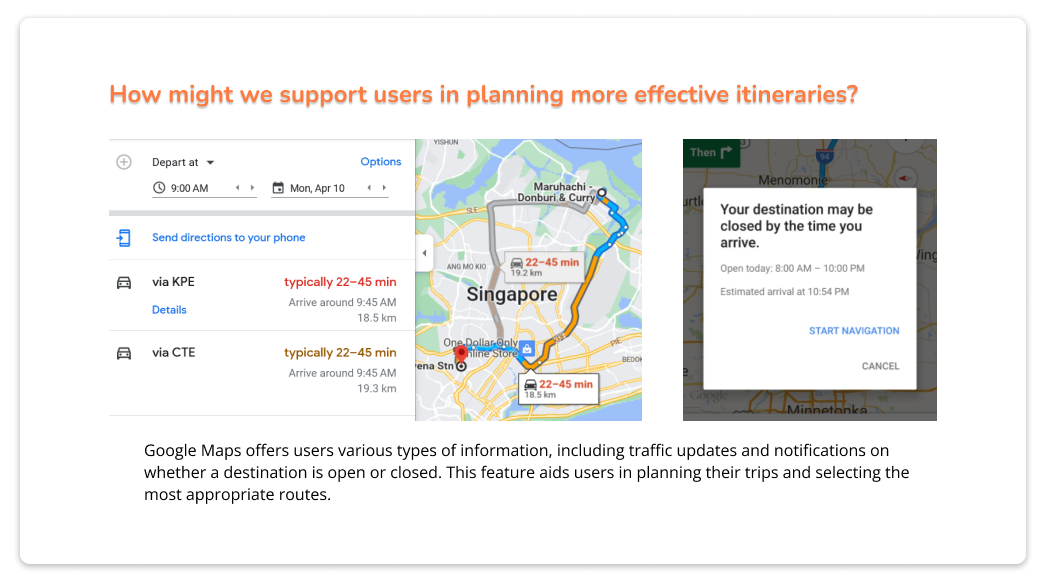 How might we support users in planning more effective itineraries?
Depart at
Options
9:00 AM
Mon, Apr 10
Send directions to your phone
via KPE
typically 22–45 min
Arrive around 9:45 AM
18.5 km
Details
via CTE
typically 22–45 min
Arrive around 9:45 AM
19.3 km
YISHUN
SLE
Maruhachi -
Donburi & Curry
22–45 min
19.2 km
ANG MO KIO
Singapore
One Dollar Only
nline Store
PIE
BEDOK
ena Stn
22–45 min
18.5 km
Then
94
Menomonie
Your destination may be
closed by the time you
arrive.
Open today: 8:00 AM – 10:00 PM
Estimated arrival at 10:54 PM
START NAVIGATION
CANCEL
Google
Minnetonka
Google Maps offers users various types of information, including traffic updates and notifications on
whether a destination is open or closed. This feature aids users in planning their trips and selecting the
most appropriate routes.